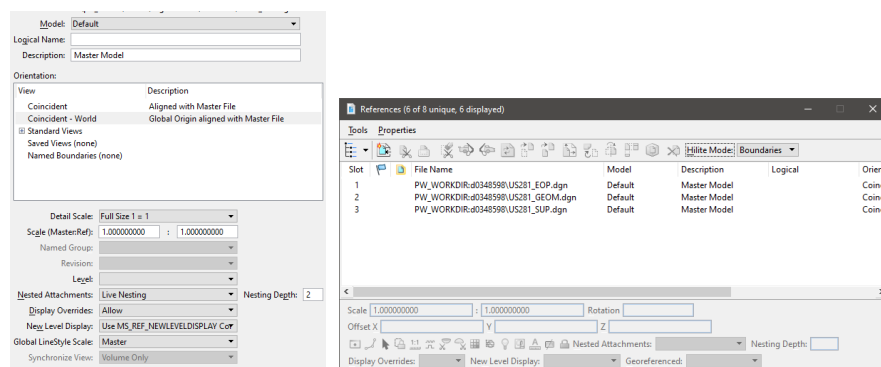 Model: Default
Logical Name:
Description: Master Model
Orientation:
View Description
Coincident Aligned with Master File
Coincident - World Global Origin aligned with Master File
Standard Views
Saved Views (none)
Named Boundaries (none)
Detail Scale: Full Size 1 = 1
Scale (Master:Ref): 1.000000000 : 1.000000000
Named Group:
Revision:
Level:
Nested Attachments: Live Nesting Nesting Depth: 2
Display Overrides: Allow
New Level Display: Use MS_REF_NEWLEVELDISPLAY Co
Global LineStyle Scale: Master
Synchronize View: Volume Only
References (6 of 8 unique, 6 displayed)
Tools Properties
Hilite Mode: Boundaries
Slot File Name Model Description Logical Orien
1 PW_WORKDIR:d0348598\US281_EOP.dgn Default Master Model Coin
2 PW_WORKDIR:d0348598\US281_GEOM.dgn Default Master Model Coin
3 PW_WORKDIR:d0348598\US281_SUP.dgn Default Master Model Coin
Scale 1.000000000 : 1.000000000 Rotation
Offset X Y Z
1:1 Nested Attachments: Nesting Depth:
Display Overrides: New Level Display: Georeferenced: